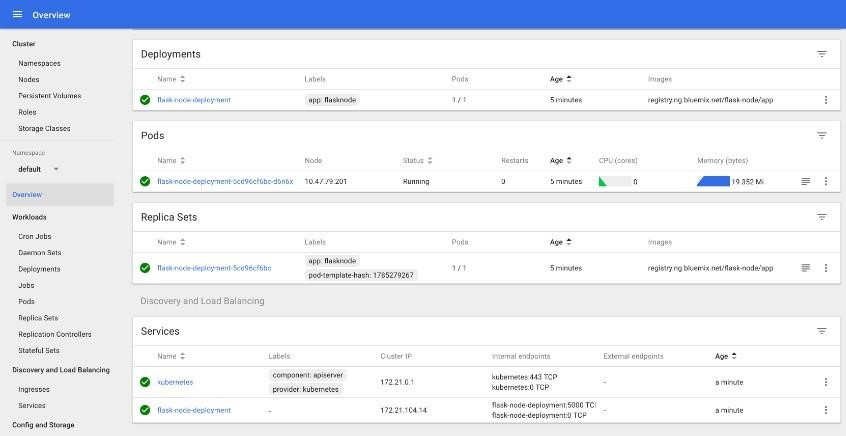 Overview
Cluster
Namespaces
Nodes
Persistent Volumes
Roles
Storage Classes
Namespace
default
Overview
Workloads
Cron Jobs
Daemon Sets
Deployments
Jobs
Pods
Replica Sets
Replication Controllers
Stateful Sets
Discovery and Load Balancing
Ingresses
Services
Config and Storage
Deployments
Name Labels Pods Age Images
flask-node-deployment app: flasknode 1 / 1 5 minutes registry.ng.bluemix.net/flask-node/app
Pods
Name Node Status Restarts Age CPU (cores) Memory (bytes)
10.47.79.201 Running 0 5 minutes 0 19.352 Mi
Replica Sets
Name Labels Pods Age Images
app: flasknode
flask-node-deployment-5cd96cf6bc 1 / 1 5 minutes registry.ng.bluemix.net/flask-node/app
pod-template-hash: 1785279267
Discovery and Load Balancing
Services
Name Labels Cluster IP Internal endpoints External endpoints Age
component: apiserver kubernetes:443 TCP
kubernetes 172.21.0.1 - a minute
provider: kubernetes kubernetes:0 TCP
flask-node-deployment:5000 TCI
flask-node-deployment - 172.21.104.14 - a minute
flask-node-deployment:0 TCP